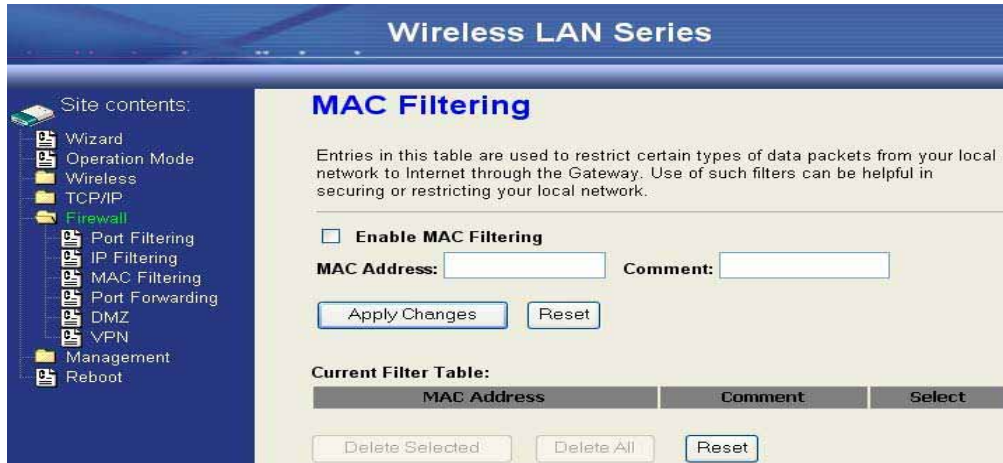 Wireless LAN Series
Site contents:
Wizard
Operation Mode
Wireless
TCP/IP
Firewall
Port Filtering
IP Filtering
MAC Filtering
Port Forwarding
DMZ
VPN
Management
Reboot
MAC Filtering
Entries in this table are used to restrict certain types of data packets from your local
network to Internet through the Gateway. Use of such filters can be helpful in
securing or restricting your local network.
Enable MAC Filtering
MAC Address: Comment:
Apply Changes Reset
Current Filter Table:
MAC Address Comment Select
Delete Selected Delete All Reset